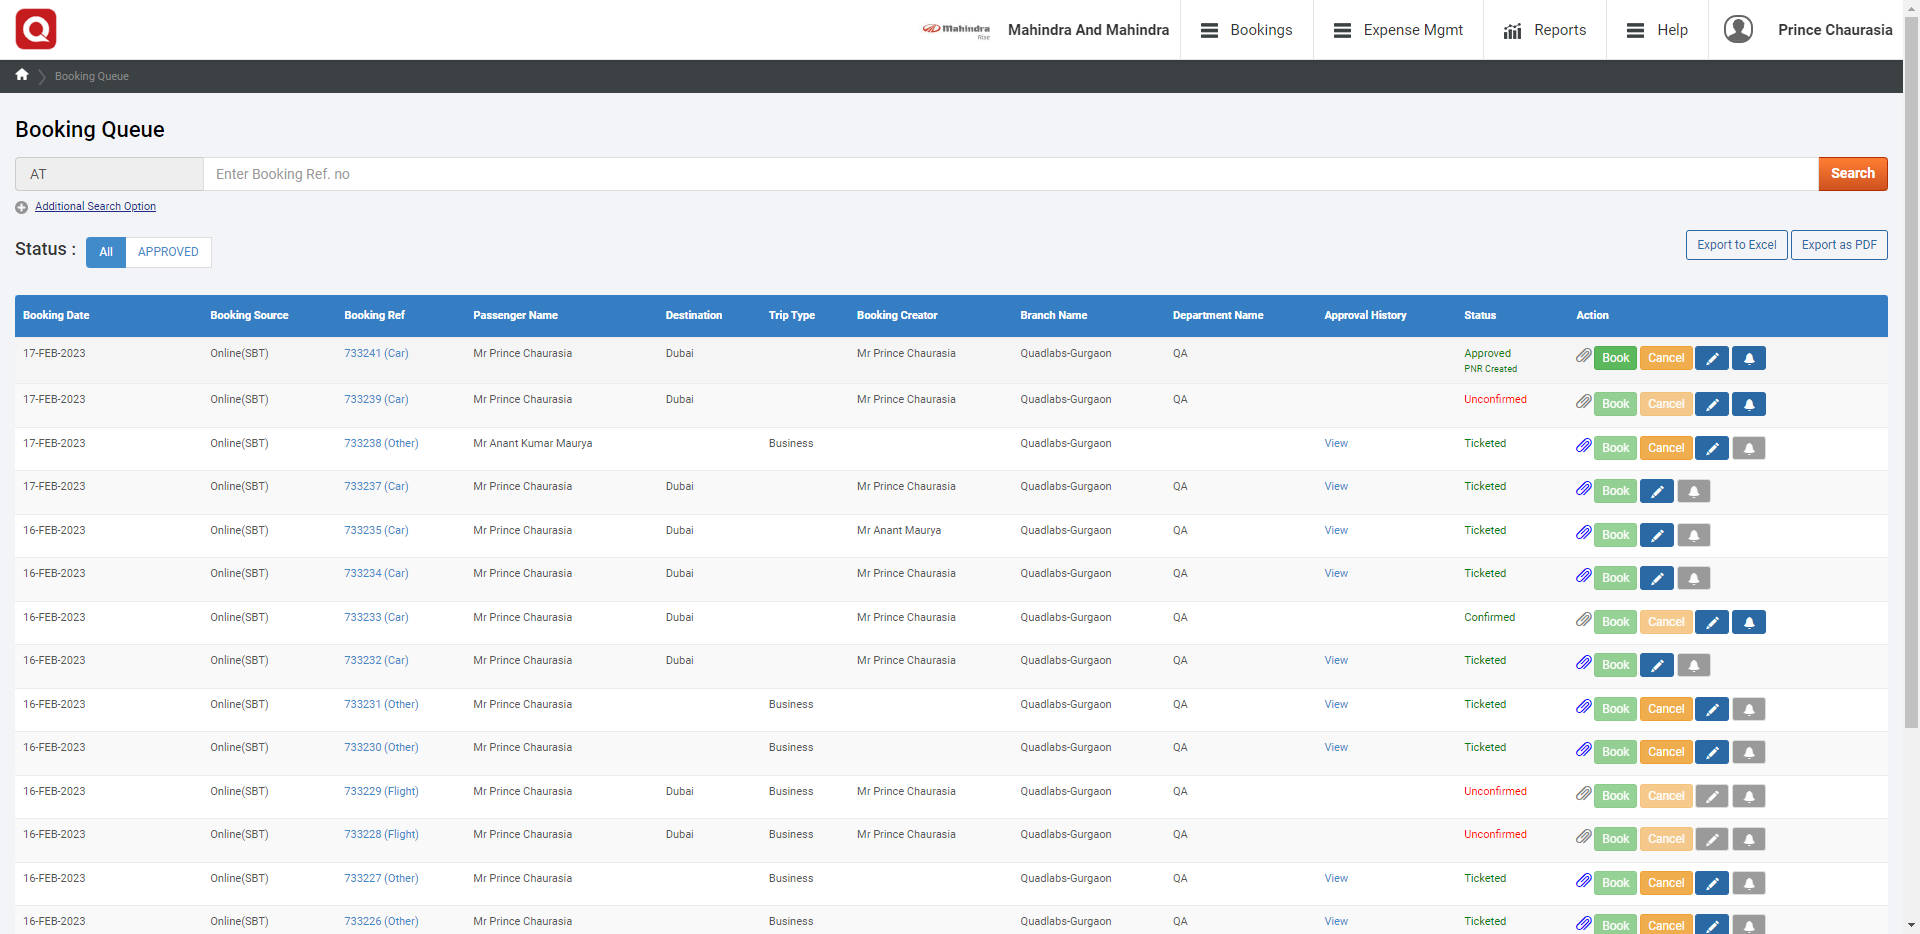 Q
Mahindra
Rise
Mahindra And Mahindra
Bookings
Expense Mgmt
Reports
Help
Prince Chaurasia
Booking Queue
Booking Queue
AT Enter Booking Ref. no Search
Additional Search Option
Status : All APPROVED Export to Excel Export as PDF
Booking Date Booking Source Booking Ref Passenger Name Destination Trip Type Booking Creator Branch Name Department Name Approval History Status Action
17-FEB-2023 Online(SBT) 733241 (Car) Mr Prince Chaurasia Dubai Mr Prince Chaurasia Quadlabs-Gurgaon QA Approved Book Cancel
PNR Created
17-FEB-2023 Online(SBT) 733239 (Car) Mr Prince Chaurasia Dubai Mr Prince Chaurasia Quadlabs-Gurgaon QA Unconfirmed Book Cancel
17-FEB-2023 Online(SBT) 733238 (Other) Mr Anant Kumar Maurya Business Quadlabs-Gurgaon View Ticketed Book Cancel
17-FEB-2023 Online(SBT) 733237 (Car) Mr Prince Chaurasia Dubai Mr Prince Chaurasia Quadlabs-Gurgaon QA View Ticketed Book
16-FEB-2023 Online(SBT) 733235 (Car) Mr Prince Chaurasia Dubai Mr Anant Maurya Quadlabs-Gurgaon QA View Ticketed Book
16-FEB-2023 Online(SBT) 733234 (Car) Mr Prince Chaurasia Dubai Mr Prince Chaurasia Quadlabs-Gurgaon QA View Ticketed Book
16-FEB-2023 Online(SBT) 733233 (Car) Mr Prince Chaurasia Dubai Mr Prince Chaurasia Quadlabs-Gurgaon QA Confirmed Book Cancel
16-FEB-2023 Online(SBT) 733232 (Car) Mr Prince Chaurasia Dubai Mr Prince Chaurasia Quadlabs-Gurgaon QA View Ticketed Book
16-FEB-2023 Online(SBT) 733231 (Other) Mr Prince Chaurasia Business Quadlabs-Gurgaon QA View Ticketed Book Cancel
16-FEB-2023 Online(SBT) 733230 (Other) Mr Prince Chaurasia Business Quadlabs-Gurgaon QA View Ticketed Book Cancel
16-FEB-2023 Online(SBT) 733229 (Flight) Mr Prince Chaurasia Dubai Business Mr Prince Chaurasia Quadlabs-Gurgaon QA Unconfirmed Book Cancel
16-FEB-2023 Online(SBT) 733228 (Flight) Mr Prince Chaurasia Dubai Business Mr Prince Chaurasia Quadlabs-Gurgaon QA Unconfirmed Book Cancel
16-FEB-2023 Online(SBT) 733227 (Other) Mr Prince Chaurasia Business Quadlabs-Gurgaon QA View Ticketed Book Cancel
16-FEB-2023 Online(SBT) 733226 (Other) Mr Prince Chaurasia Business Quadlabs-Gurgaon QA View Ticketed Book Cancel